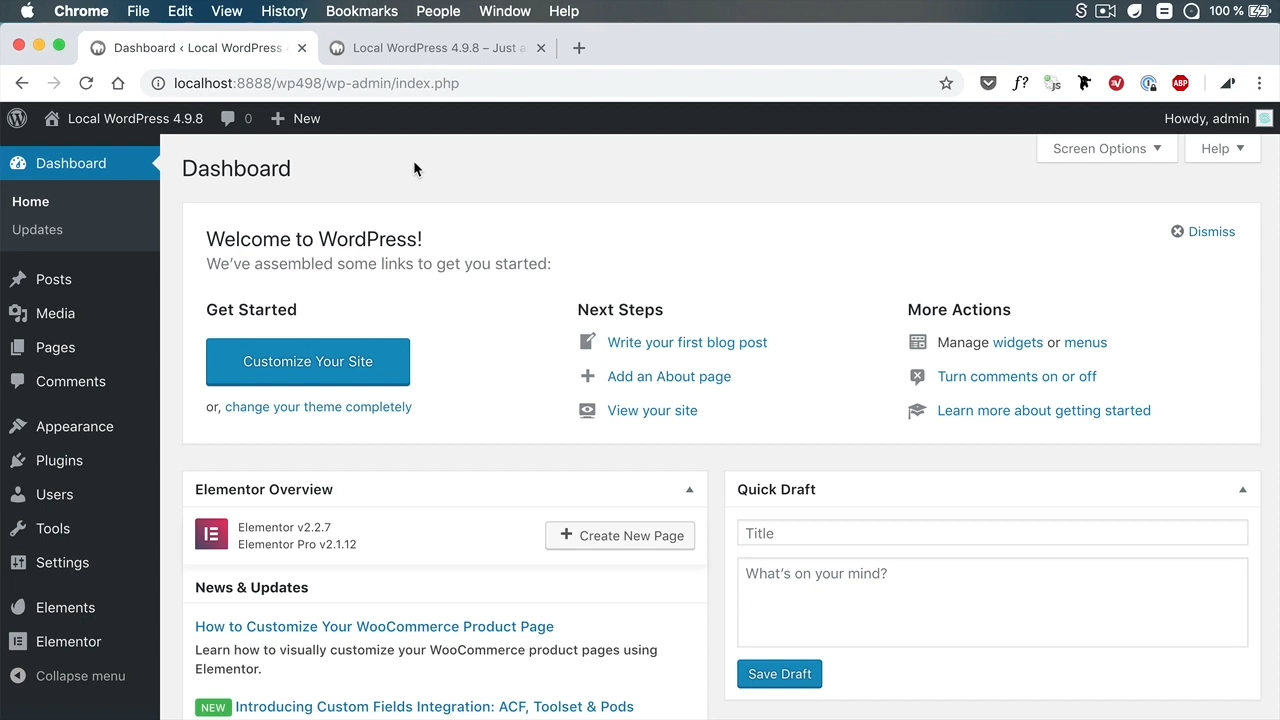 Chrome File Edit View History Bookmarks People Window Help 100 %
Dashboard ‹ Local WordPress
Local WordPress 4.9.8 – Just a
localhost:8888/wp498/wp-admin/index.php
f?
js
ABP
Local WordPress 4.9.8 0 New
Howdy, admin
Dashboard
Home
Updates
Posts
Media
Pages
Comments
Appearance
Plugins
Users
Tools
Settings
Elements
Elementor
Collapse menu
Dashboard
Screen Options
Help
Welcome to WordPress!
Dismiss
We’ve assembled some links to get you started:
Get Started
Customize Your Site
or, change your theme completely
Next Steps
Write your first blog post
Add an About page
View your site
More Actions
Manage widgets or menus
Turn comments on or off
Learn more about getting started
Elementor Overview
Elementor v2.2.7
Elementor Pro v2.1.12
Create New Page
News & Updates
How to Customize Your WooCommerce Product Page
Learn how to visually customize your WooCommerce product pages using
Elementor.
NEW Introducing Custom Fields Integration: ACF, Toolset & Pods
Quick Draft
Title
What’s on your mind?
Save Draft